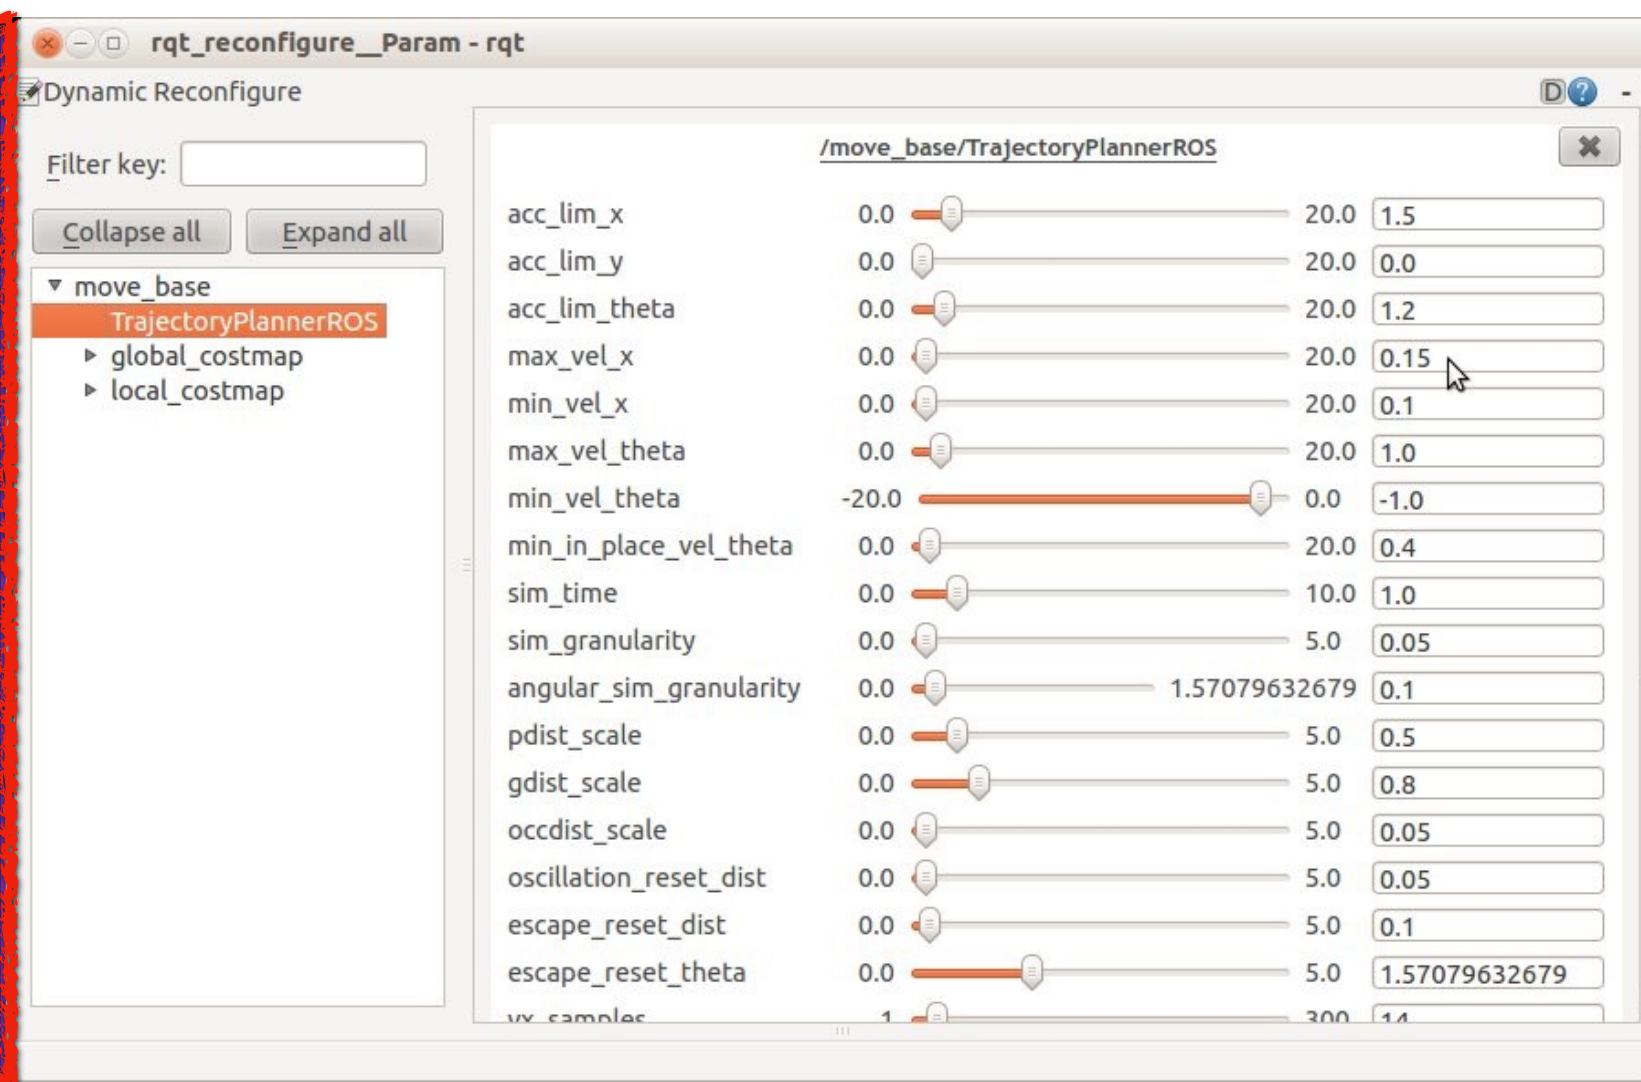 rqt_reconfigure__Param - rqt
Dynamic Reconfigure
D ? -
Filter key:
Collapse all Expand all
move_base
TrajectoryPlannerROS
global_costmap
local_costmap
/move_base/TrajectoryPlannerROS
acc_lim_x 0.0 20.0 1.5
acc_lim_y 0.0 20.0 0.0
acc_lim_theta 0.0 20.0 1.2
max_vel_x 0.0 20.0 0.15
min_vel_x 0.0 20.0 0.1
max_vel_theta 0.0 20.0 1.0
min_vel_theta -20.0 0.0 -1.0
min_in_place_vel_theta 0.0 20.0 0.4
sim_time 0.0 10.0 1.0
sim_granularity 0.0 5.0 0.05
angular_sim_granularity 0.0 1.57079632679 0.1
pdist_scale 0.0 5.0 0.5
gdist_scale 0.0 5.0 0.8
occdist_scale 0.0 5.0 0.05
oscillation_reset_dist 0.0 5.0 0.05
escape_reset_dist 0.0 5.0 0.1
escape_reset_theta 0.0 5.0 1.57079632679
vx_samples 1 300 14